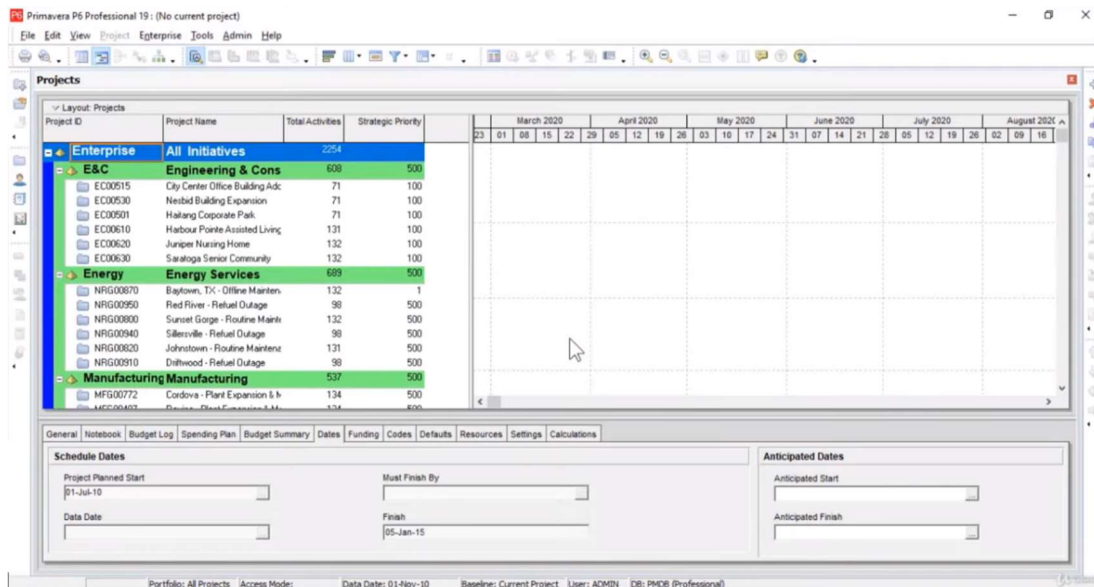 P6 Primavera P6 Professional 19 : (No current project)
File Edit View Project Enterprise Tools Admin Help
Projects
Layout: Projects
Project ID Project Name Total Activities Strategic Priority
March 2020 April 2020 May 2020 June 2020 July 2020 August 2020
23 01 08 15 22 29 05 12 19 26 03 10 17 24 31 07 14 21 28 05 12 19 26 02 09 16
Enterprise All Initiatives 2254
E&C Engineering & Cons 608 500
EC00515 City Center Office Building Adc 71 100
EC00530 Nesbid Building Expansion 71 100
EC00501 Haitang Corporate Park 71 100
EC00610 Harbour Pointe Assisted Living 131 100
EC00620 Juniper Nursing Home 132 100
EC00630 Saratoga Senior Community 132 100
Energy Energy Services 689 500
NRG00870 Baytown, TX - Offline Mainten 132 1
NRG00950 Red River - Refuel Outage 98 500
NRG00800 Sunset Gorge - Routine Mainte 132 500
NRG00940 Sillersville - Refuel Outage 98 500
NRG00820 Johnstown - Routine Maintena 131 500
NRG00910 Driftwood - Refuel Outage 98 500
Manufacturing Manufacturing 537 500
MFG00772 Cordova - Plant Expansion & M 134 500
General Notebook Budget Log Spending Plan Budget Summary Dates Funding Codes Defaults Resources Settings Calculations
Schedule Dates Anticipated Dates
Project Planned Start Must Finish By Anticipated Start
01-Jul-10
Data Date Finish Anticipated Finish
05-Jan-15
Portfolio: All Projects Access Mode: Data Date: 01-Nov-10 Baseline: Current Project User: ADMIN DB: PMDB (Professional)